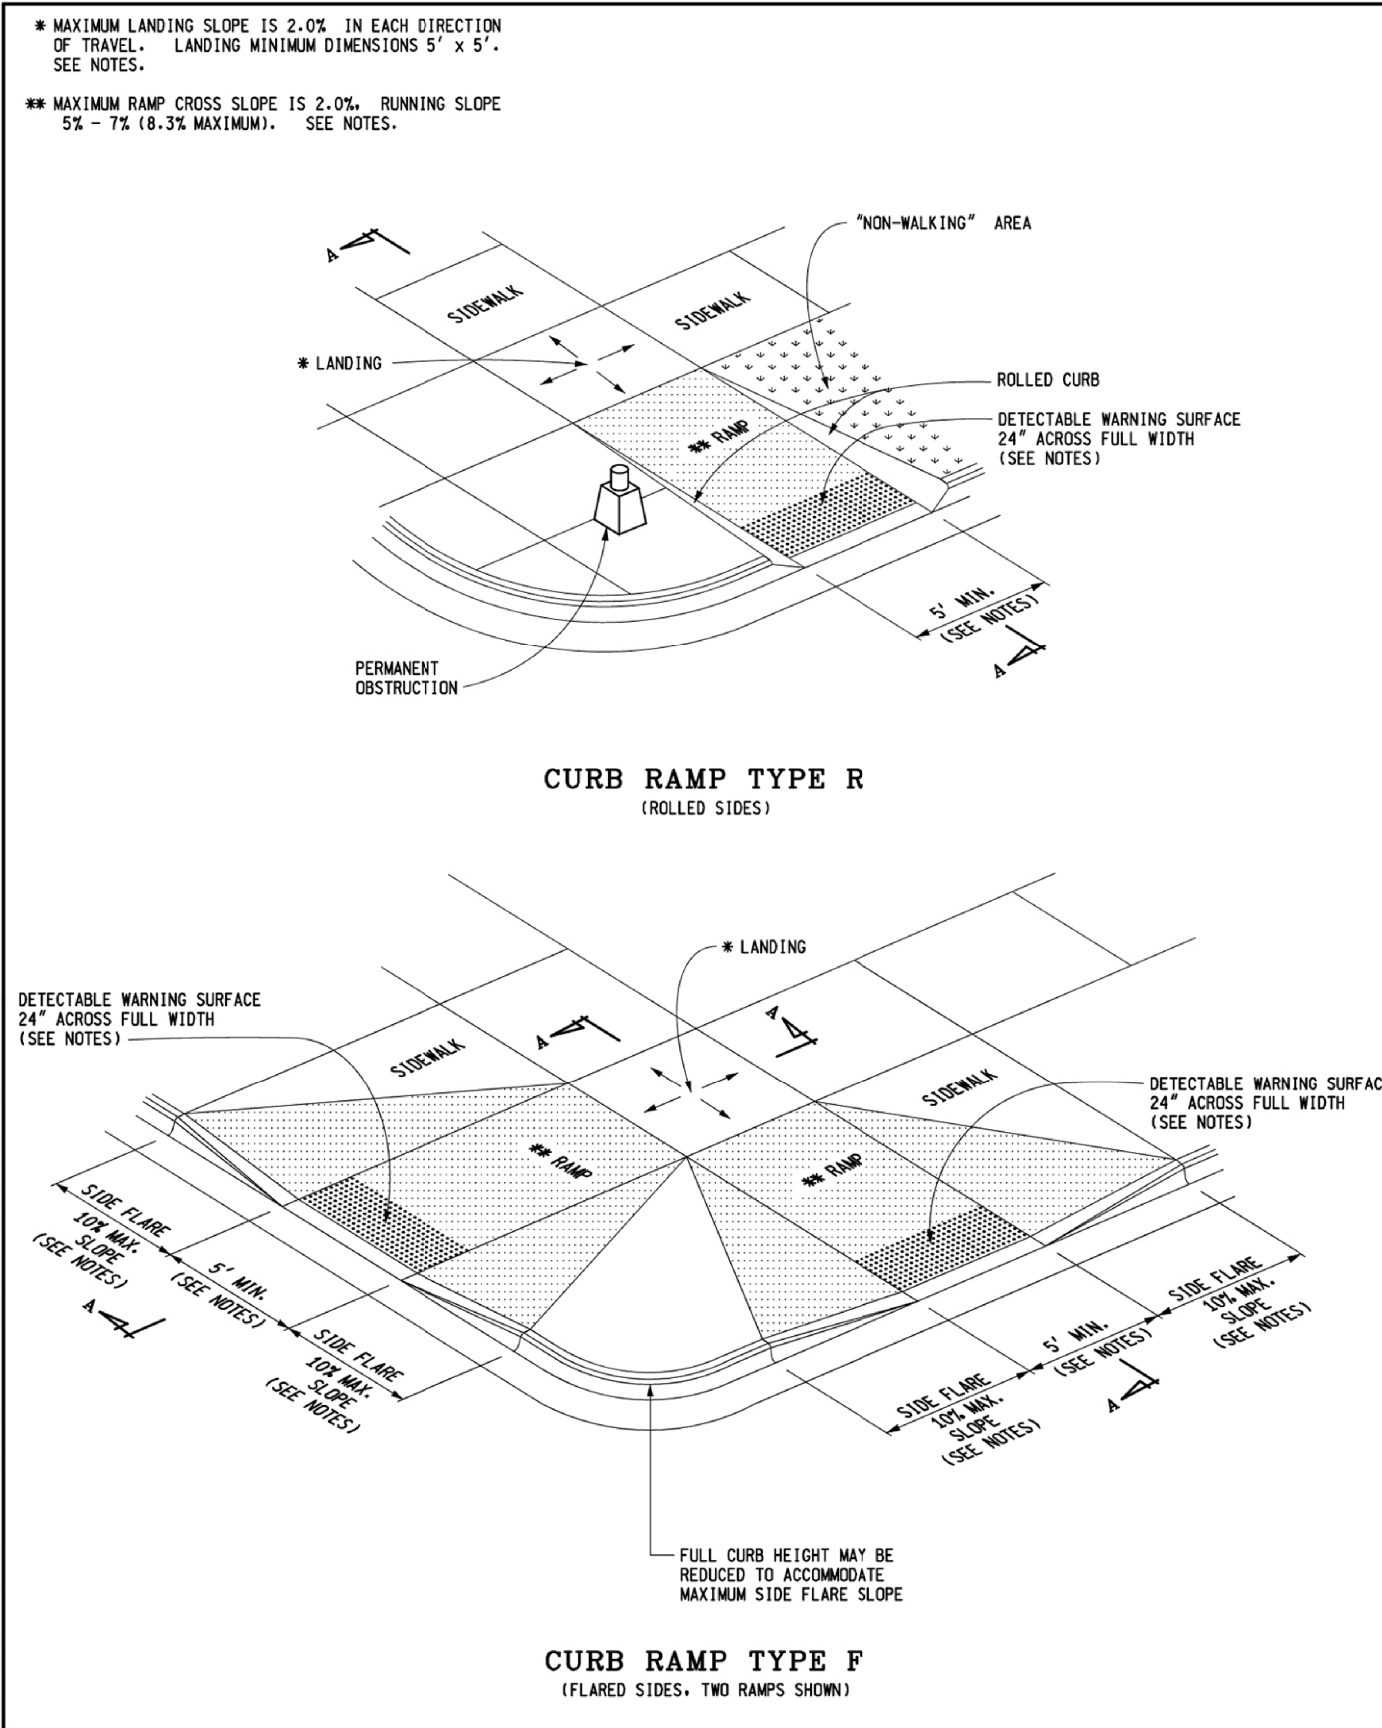 * MAXIMUM LANDING SLOPE IS 2.0% IN EACH DIRECTION
OF TRAVEL. LANDING MINIMUM DIMENSIONS 5' x 5'.
SEE NOTES.
** MAXIMUM RAMP CROSS SLOPE IS 2.0%. RUNNING SLOPE
5% - 7% (8.3% MAXIMUM). SEE NOTES.
"NON-WALKING" AREA
A
SIDEWALK
SIDEWALK
* LANDING
ROLLED CURB
** RAMP
DETECTABLE WARNING SURFACE
24" ACROSS FULL WIDTH
(SEE NOTES)
5' MIN.
(SEE NOTES)
A
PERMANENT
OBSTRUCTION
CURB RAMP TYPE R
(ROLLED SIDES)
* LANDING
DETECTABLE WARNING SURFACE
24" ACROSS FULL WIDTH
(SEE NOTES)
A
A
SIDEWALK
SIDEWALK
DETECTABLE WARNING SURFAC
24" ACROSS FULL WIDTH
(SEE NOTES)
** RAMP
** RAMP
SIDE FLARE
10% MAX.
SLOPE
(SEE NOTES)
5' MIN.
(SEE NOTES)
A
SIDE FLARE
10% MAX.
SLOPE
(SEE NOTES)
SIDE FLARE
10% MAX.
SLOPE
(SEE NOTES)
5' MIN.
(SEE NOTES)
A
SIDE FLARE
10% MAX.
SLOPE
(SEE NOTES)
FULL CURB HEIGHT MAY BE
REDUCED TO ACCOMMODATE
MAXIMUM SIDE FLARE SLOPE
CURB RAMP TYPE F
(FLARED SIDES, TWO RAMPS SHOWN)